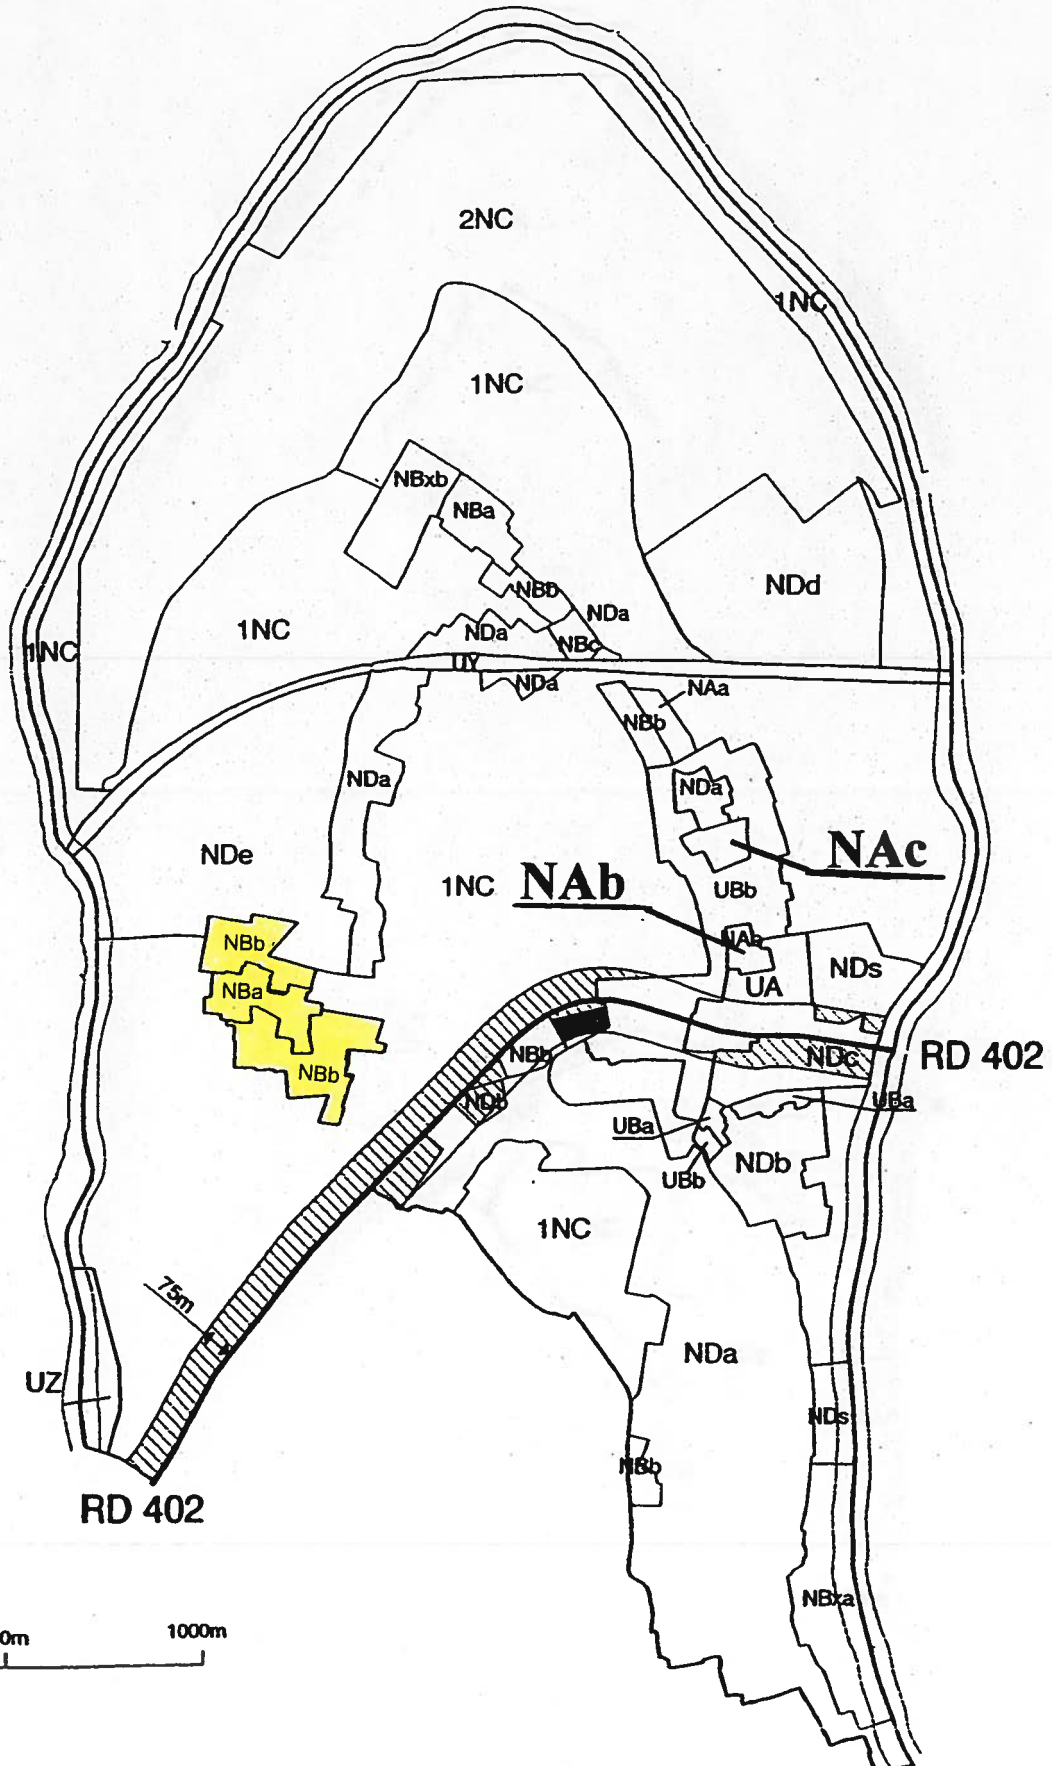 2NC
1NC
1NC
NBxb
NBa
NDd
NBb
NDa
1NC
NDa
NBc
1NC
UY
NDa
NAa
NBb
NDa
NDa
NAc
NDe
1NC
NAb
UBb
NBb
NAb
NDs
NBa
UA
NBb
NDc
RD 402
NBb
NDb
UBa
UBa
NDb
UBb
1NC
75m
NDa
UZ
NDs
NBb
RD 402
NBxa
0m
1000m